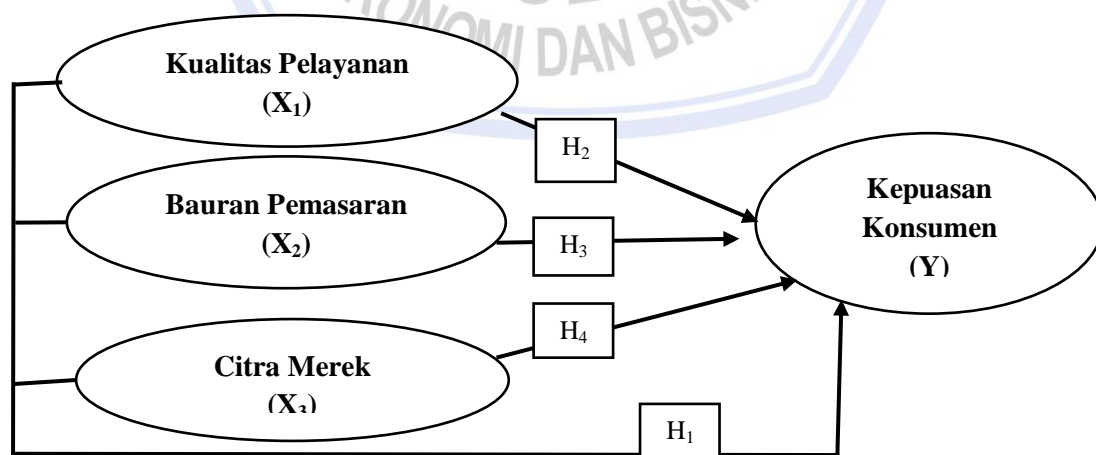 ONOMI DAN BISN
Kualitas Pelayanan
(X₁)
H₂
Bauran Pemasaran
(X₂)
H₃
Kepuasan
Konsumen
(Y)
H₄
Citra Merek
(X₃)
H₁